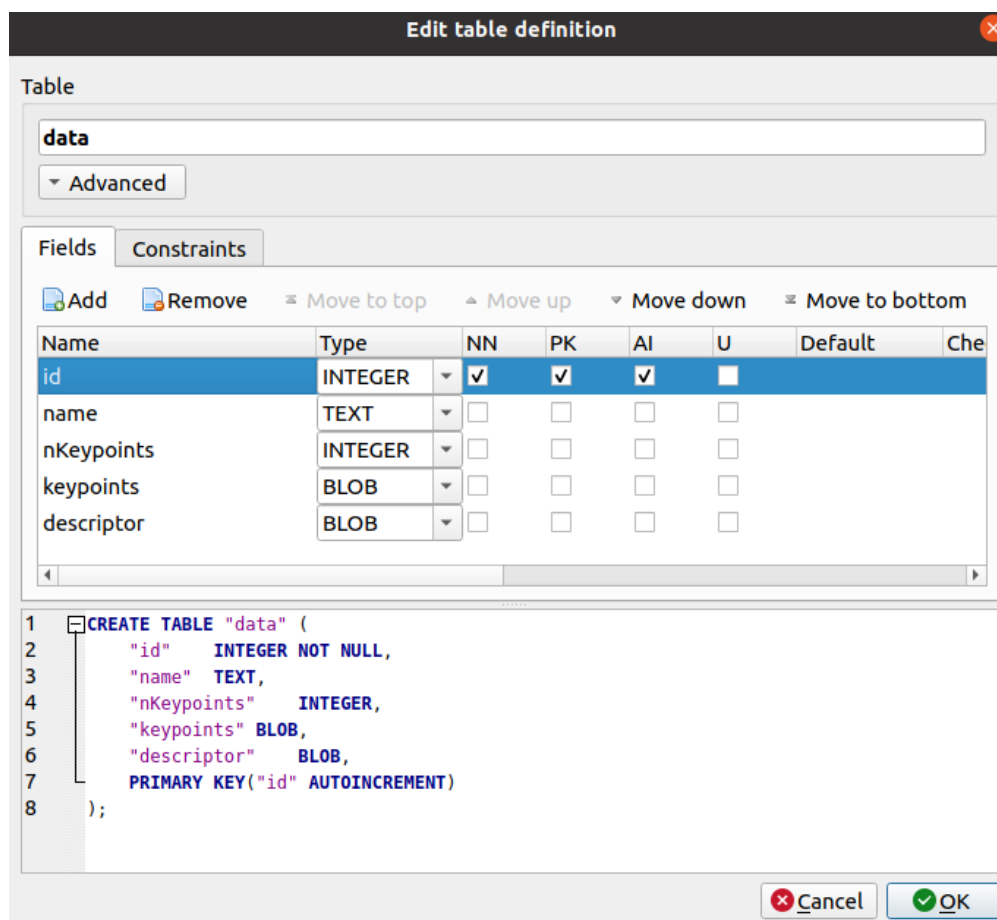 Edit table definition
Table
data
Advanced
Fields Constraints
Add Remove Move to top Move up Move down Move to bottom
Name Type NN PK AI U Default Che
id INTEGER
name TEXT
nKeypoints INTEGER
keypoints BLOB
descriptor BLOB
1 CREATE TABLE "data" (
2 "id" INTEGER NOT NULL,
3 "name" TEXT,
4 "nKeypoints" INTEGER,
5 "keypoints" BLOB,
6 "descriptor" BLOB,
7 PRIMARY KEY("id" AUTOINCREMENT)
8 );
Cancel OK